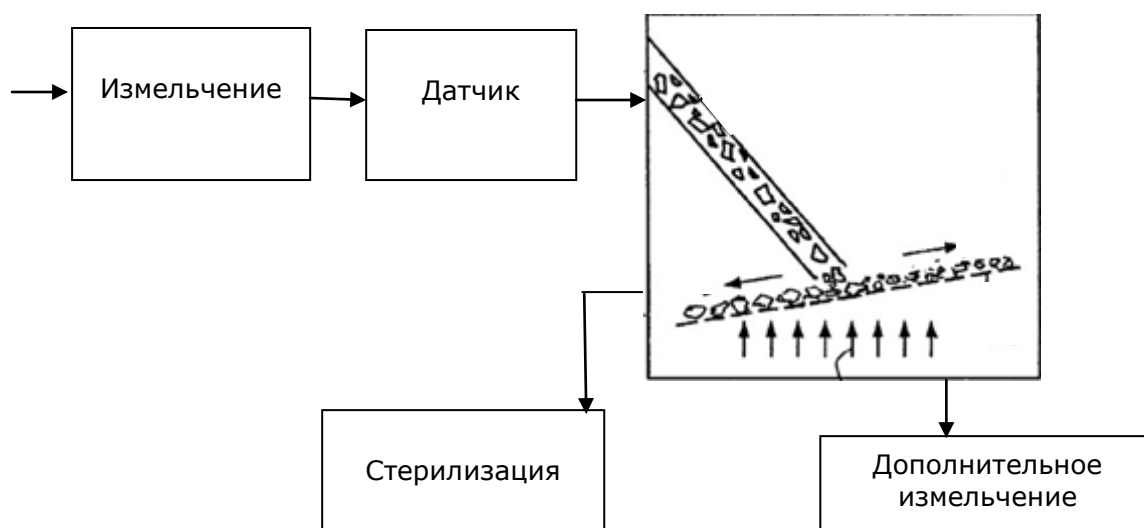 Измельчение
Датчик
Стерилизация
Дополнительное
измельчение